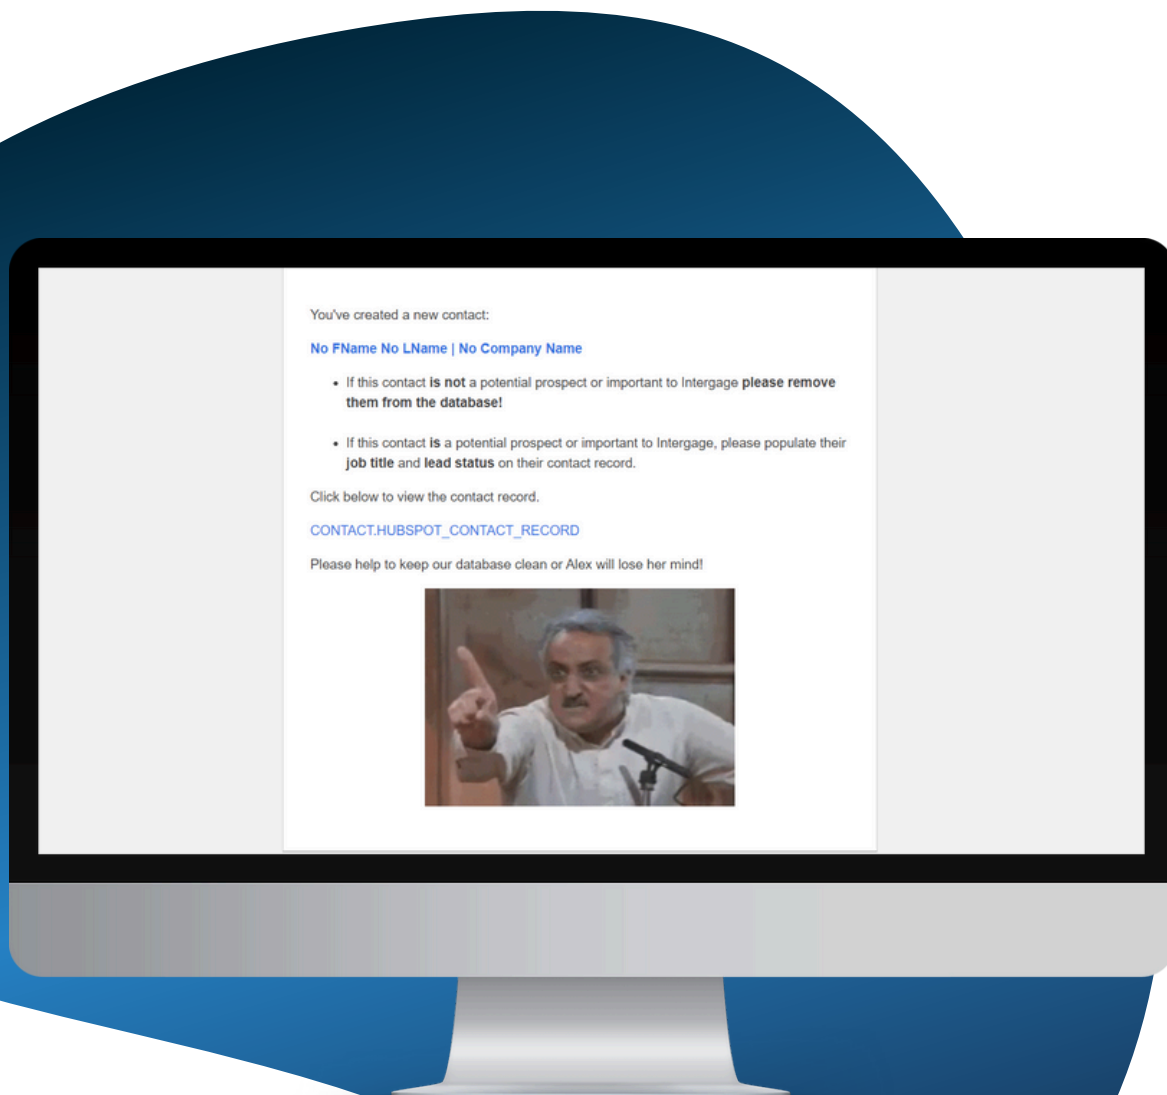 You've created a new contact:
No FName No LName | No Company Name
• If this contact is not a potential prospect or important to Intergage please remove
them from the database!
• If this contact is a potential prospect or important to Intergage, please populate their
job title and lead status on their contact record.
Click below to view the contact record.
CONTACT.HUBSPOT_CONTACT_RECORD
Please help to keep our database clean or Alex will lose her mind!